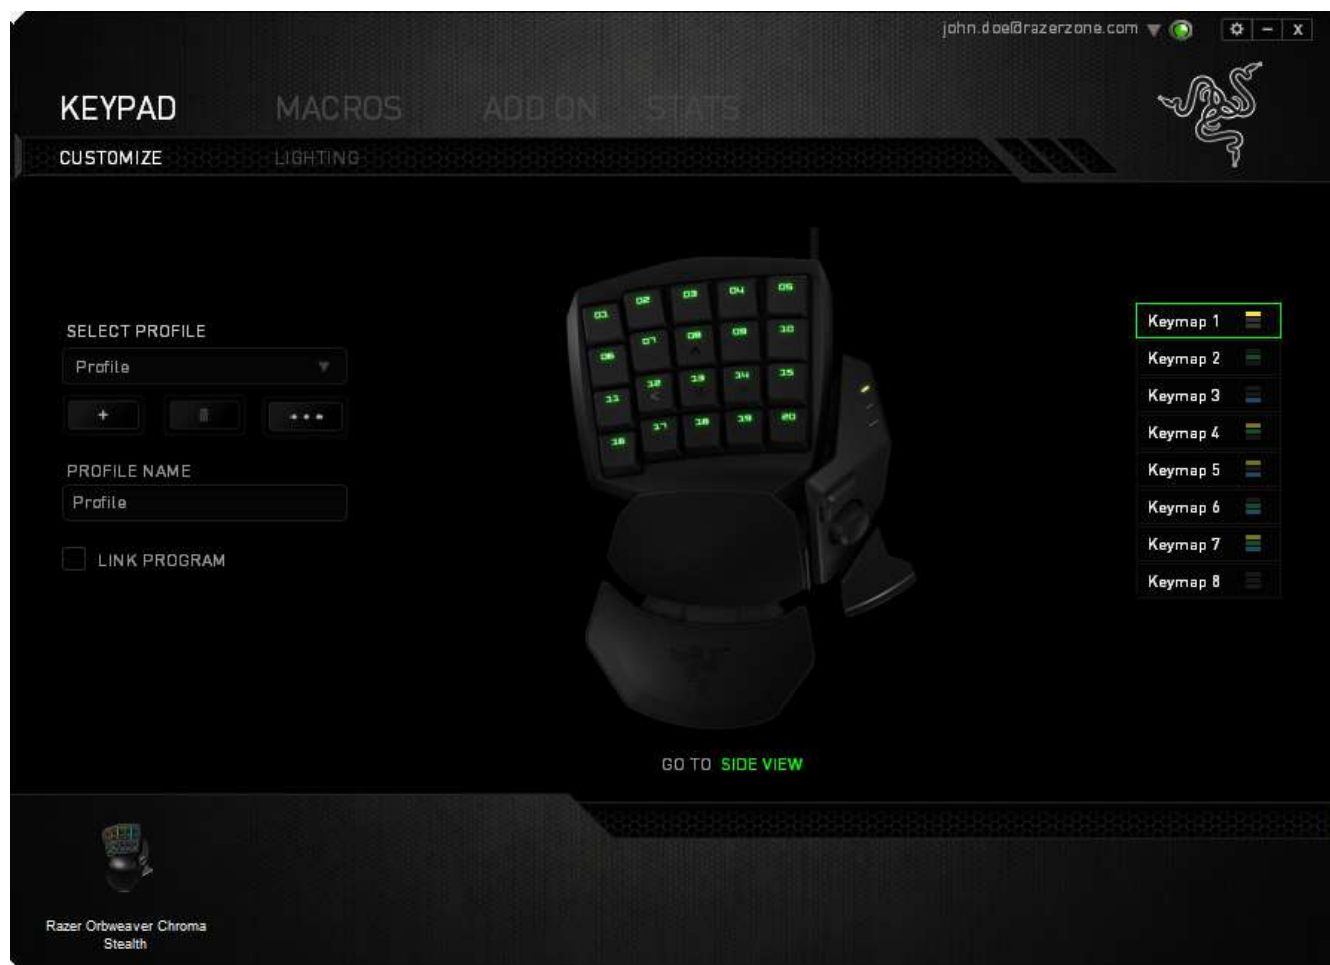 john.doe@razerzone.com
KEYPAD MACROS ADD ON STATS
CUSTOMIZE LIGHTING
SELECT PROFILE
Profile
PROFILE NAME
Profile
LINK PROGRAM
01 02 03 04 05
06 07 08 09 10
11 12 13 14 15
16 17 18 19 20
GO TO SIDE VIEW
Keymap 1
Keymap 2
Keymap 3
Keymap 4
Keymap 5
Keymap 6
Keymap 7
Keymap 8
Razer Orbweaver Chroma
Stealth